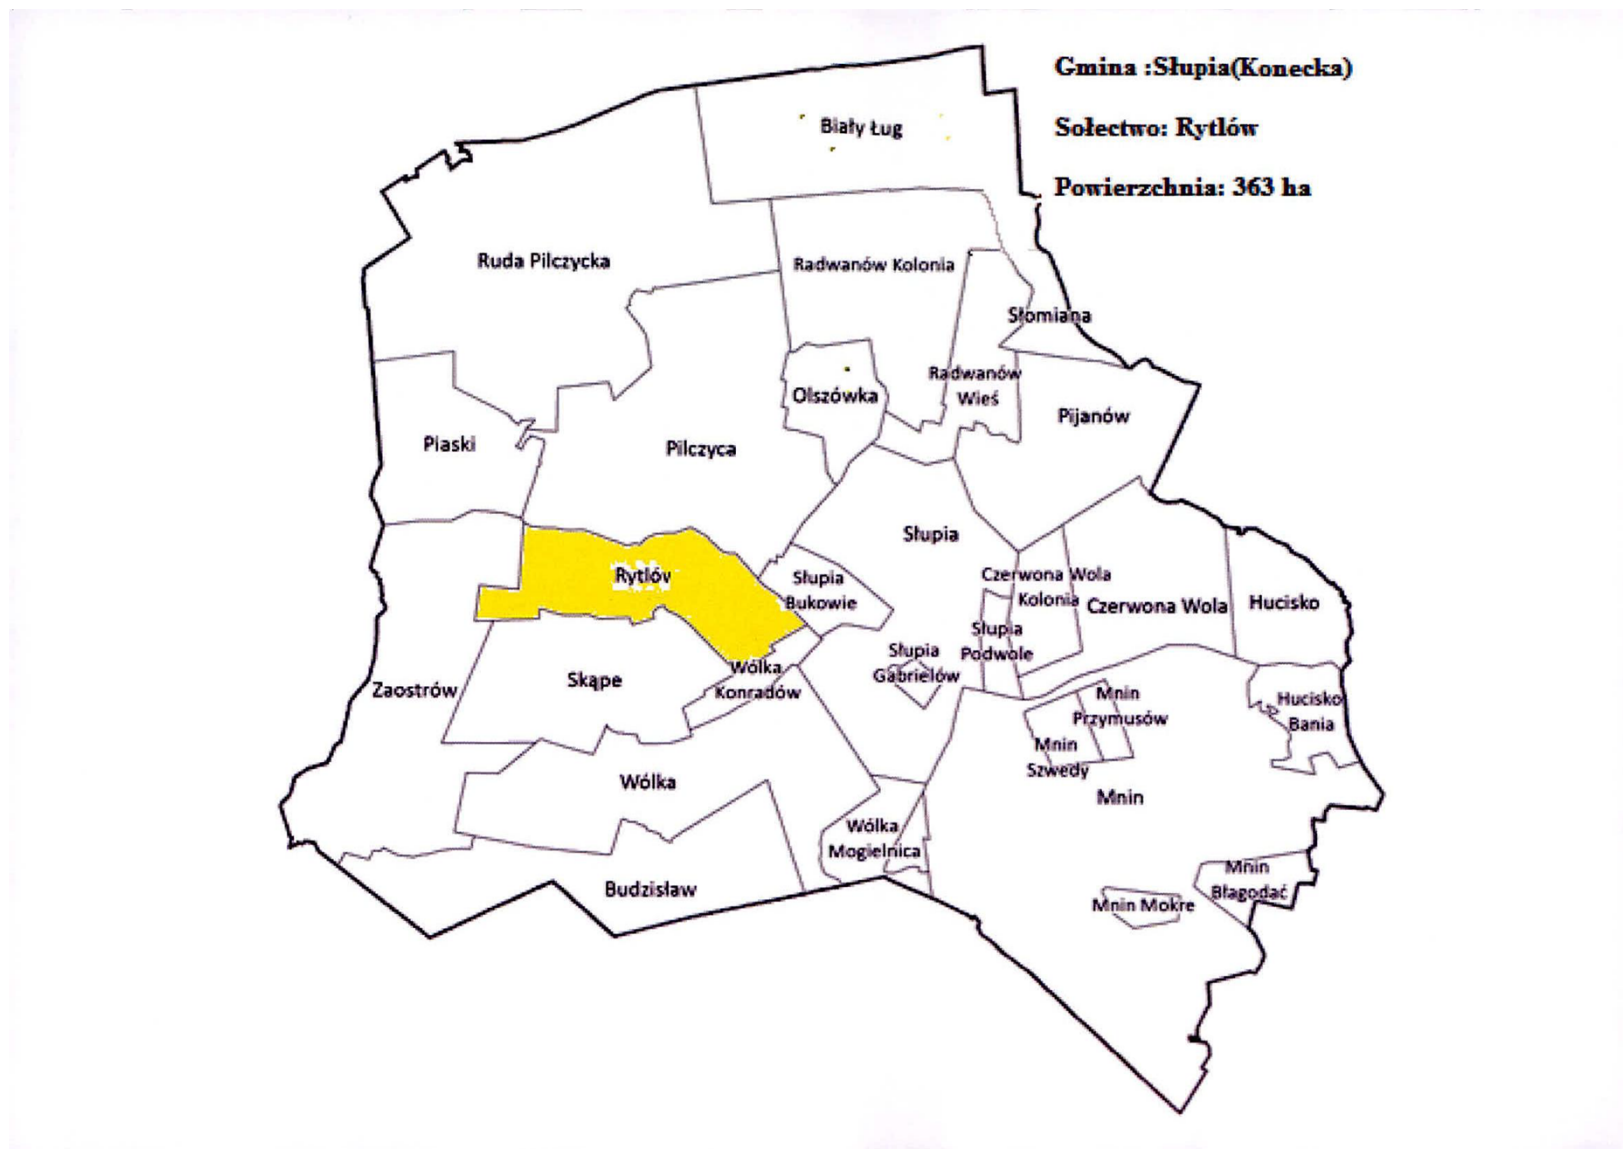 Gmina :Słupia(Konecka)
Sołectwo: Rytlów
Powierzchnia: 363 ha
Biały Ług
Ruda Pilczycka
Radwanów Kolonia
Słomiana
Radwanów
Wieś
Olszówka
Pijanów
Piaski
Pilczyca
Słupia
Rytlów
Słupia
Bukowie
Czerwona Wola
Kolonia
Czerwona Wola
Hucisko
Słupia
Podwole
Słupia
Gabrielów
Wólka
Konradów
Skąpe
Zaostrów
Mnin
Przymusów
Hucisko
Bania
Mnin
Szwedy
Wólka
Mnin
Wólka
Mogielnica
Mnin
Błagodać
Budzisław
Mnin Mokre